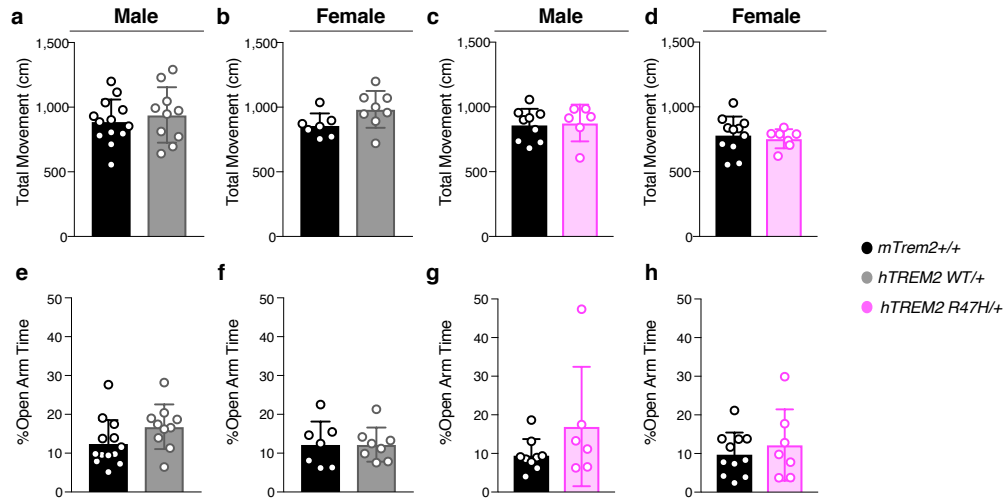 a Male
b Female
c Male
d Female
Total Movement (cm)
1,500
1,000
500
0
Total Movement (cm)
1,500
1,000
500
0
Total Movement (cm)
1,500
1,000
500
0
Total Movement (cm)
1,500
1,000
500
0
mTrem2+/+
hTREM2 WT/+
hTREM2 R47H/+
e
f
g
h
%Open Arm Time
50
40
30
20
10
0
%Open Arm Time
50
40
30
20
10
0
%Open Arm Time
50
40
30
20
10
0
%Open Arm Time
50
40
30
20
10
0